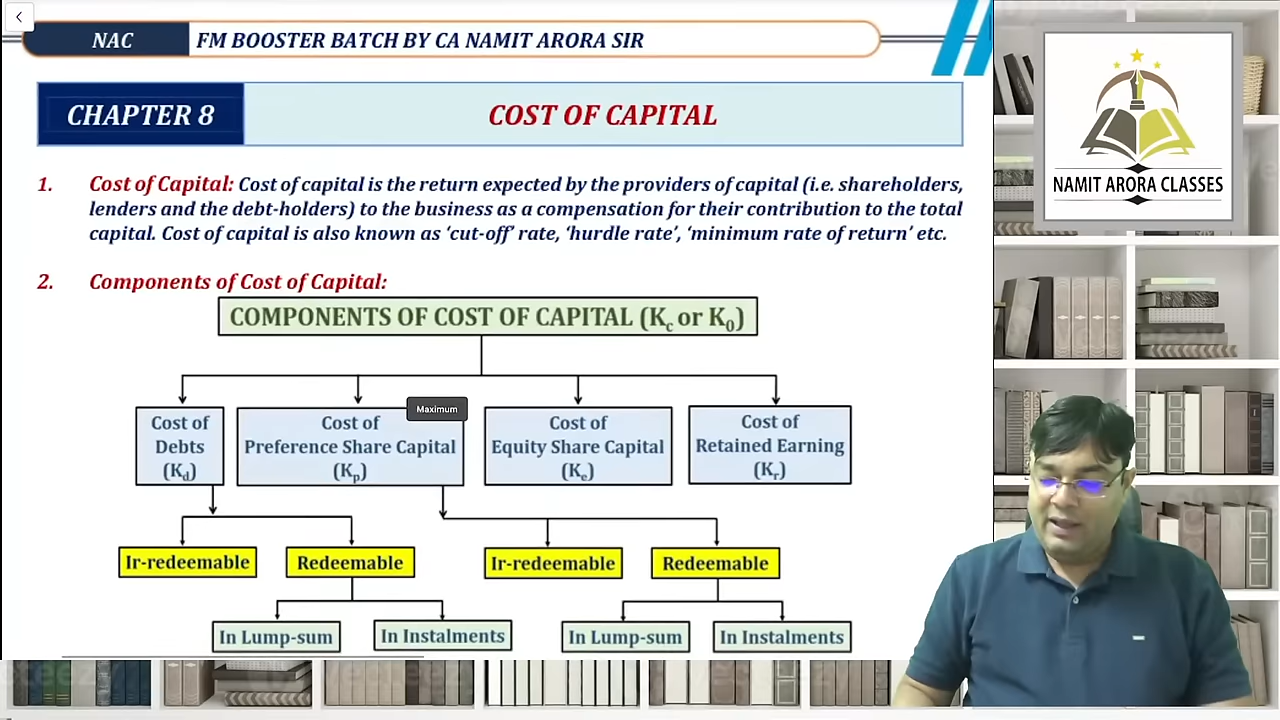 NAC
FM BOOSTER BATCH BY CA NAMIT ARORA SIR
CHAPTER 8
COST OF CAPITAL
1. Cost of Capital: Cost of capital is the return expected by the providers of capital (i.e. shareholders,
lenders and the debt-holders) to the business as a compensation for their contribution to the total
capital. Cost of capital is also known as ‘cut-off’ rate, ‘hurdle rate’, ‘minimum rate of return’ etc.
2. Components of Cost of Capital:
COMPONENTS OF COST OF CAPITAL (Kc or K0)
Cost of
Debts
(Kd)
Cost of
Preference Share Capital
(Kp)
Maximum
Cost of
Equity Share Capital
(Ke)
Cost of
Retained Earning
(Kr)
Ir-redeemable
Redeemable
Ir-redeemable
Redeemable
In Lump-sum
In Instalments
In Lump-sum
In Instalments
NAMIT ARORA CLASSES